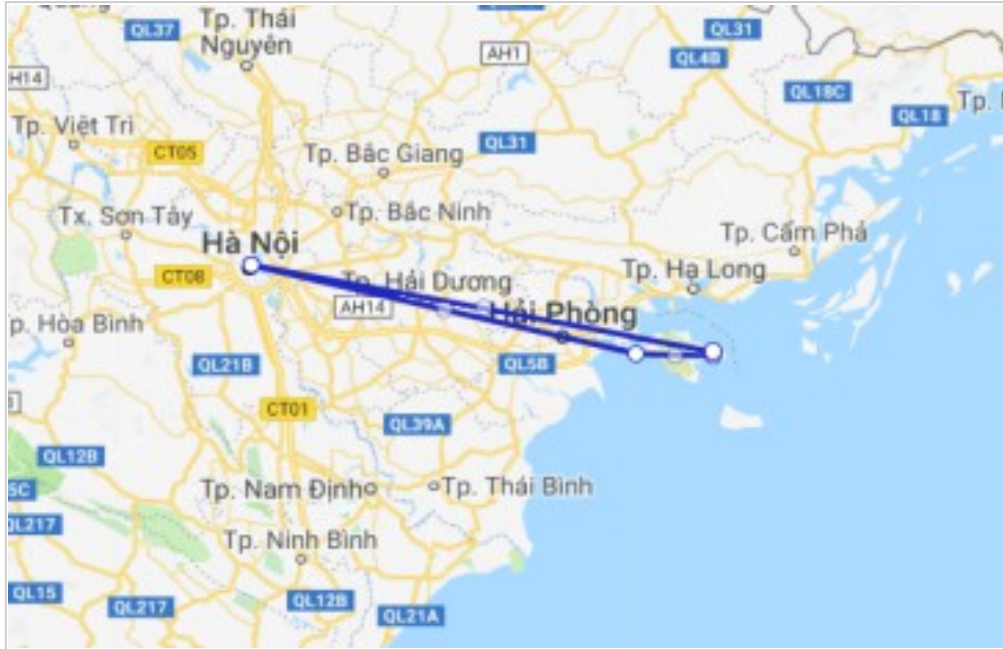 Quang
QL37
Tp. Thái
Nguyên
AH1
QL31
QL4B
AH14
QL18C
QL18
Tp.
Tp. Việt Trì
CT05
Tp. Bắc Giang
QL31
Tx. Sơn Tây
Tp. Bắc Ninh
Tp. Cẩm Phả
Hà Nội
CT08
Tp. Hải Dương
Tp. Hạ Long
AH14
Hải Phòng
p. Hòa Bình
QL21B
QL5B
CT01
QL39A
QL12B
5C
Tp. Nam Định
Tp. Thái Bình
QL217
Tp. Ninh Bình
QL15
QL217
QL12B
QL21A